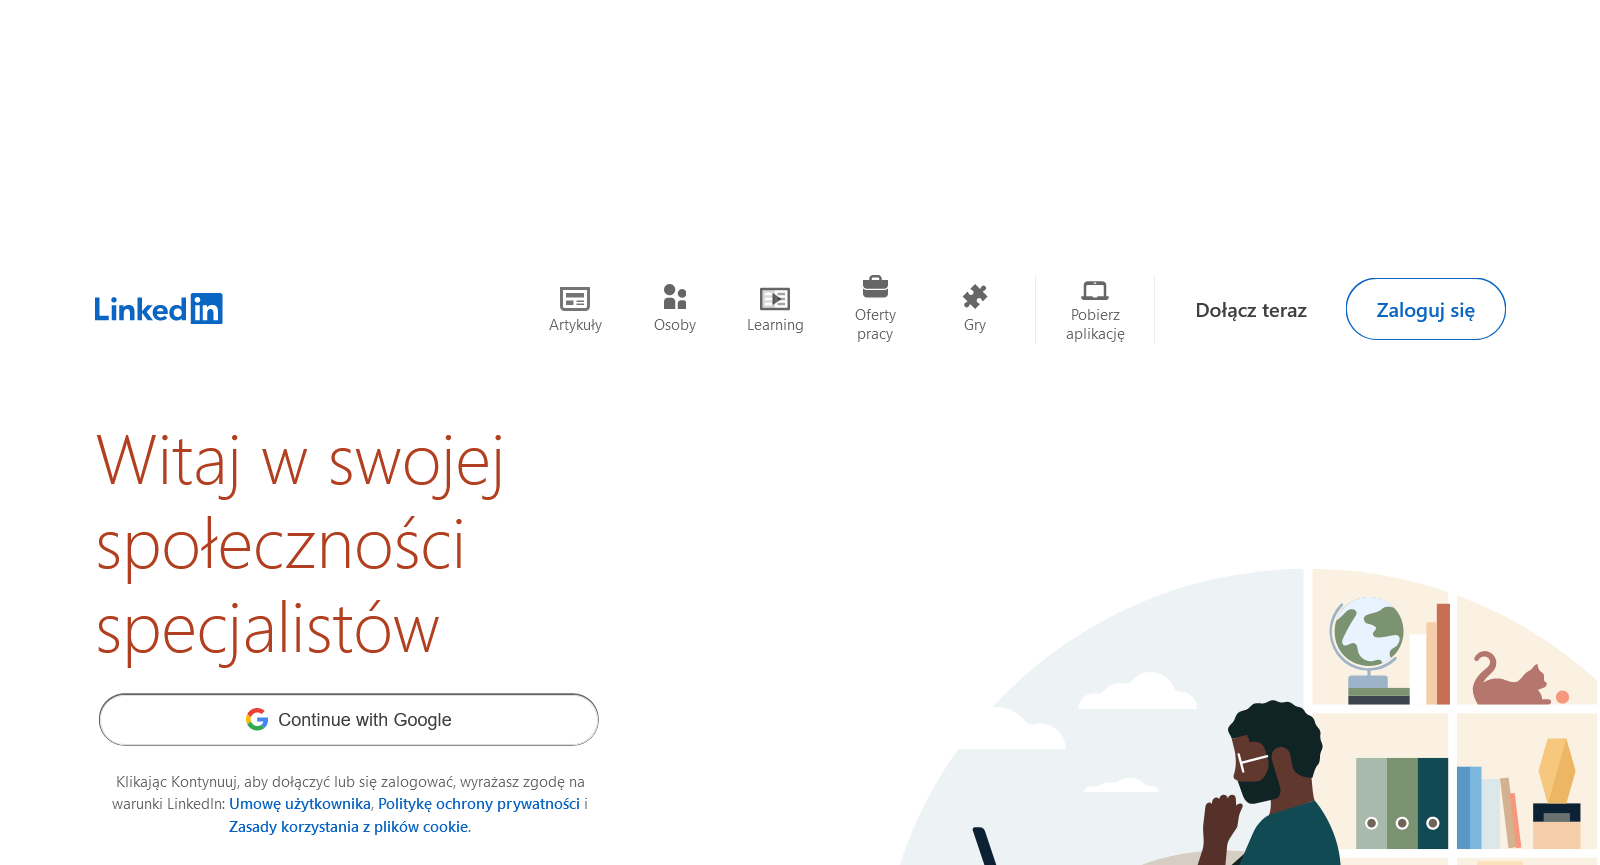 LinkedIn
Artykuły
Osoby
Learning
Oferty
pracy
Gry
Pobierz
aplikację
Dołącz teraz
Zaloguj się
Witaj w swojej
społeczności
specjalistów
Continue with Google
Klikając Kontynuuj, aby dołączyć lub się zalogować, wyrażasz zgodę na
warunki LinkedIn: Umowę użytkownika, Politykę ochrony prywatności i
Zasady korzystania z plików cookie.